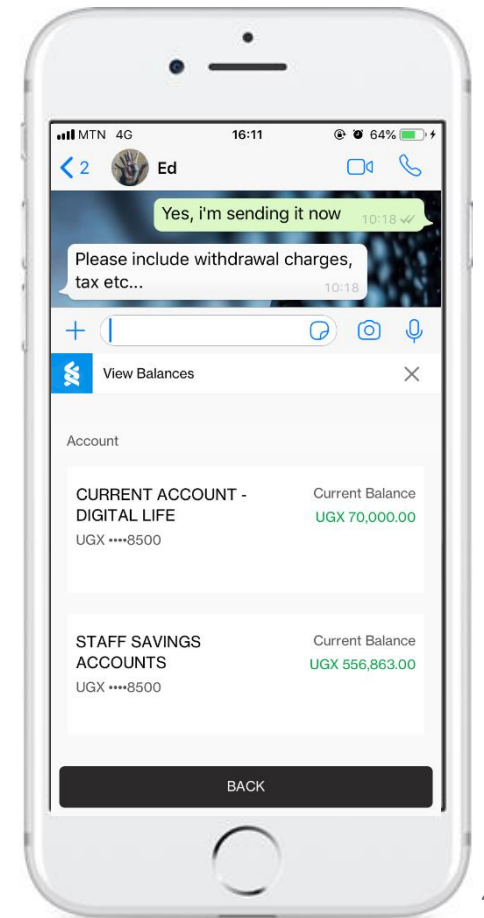 MTN 4G 16:11 64%
2 Ed
Yes, i'm sending it now 10:18
Please include withdrawal charges,
tax etc... 10:18
View Balances
Account
CURRENT ACCOUNT - Current Balance
DIGITAL LIFE UGX 70,000.00
UGX ••••8500
STAFF SAVINGS Current Balance
ACCOUNTS UGX 556,863.00
UGX ••••8500
BACK